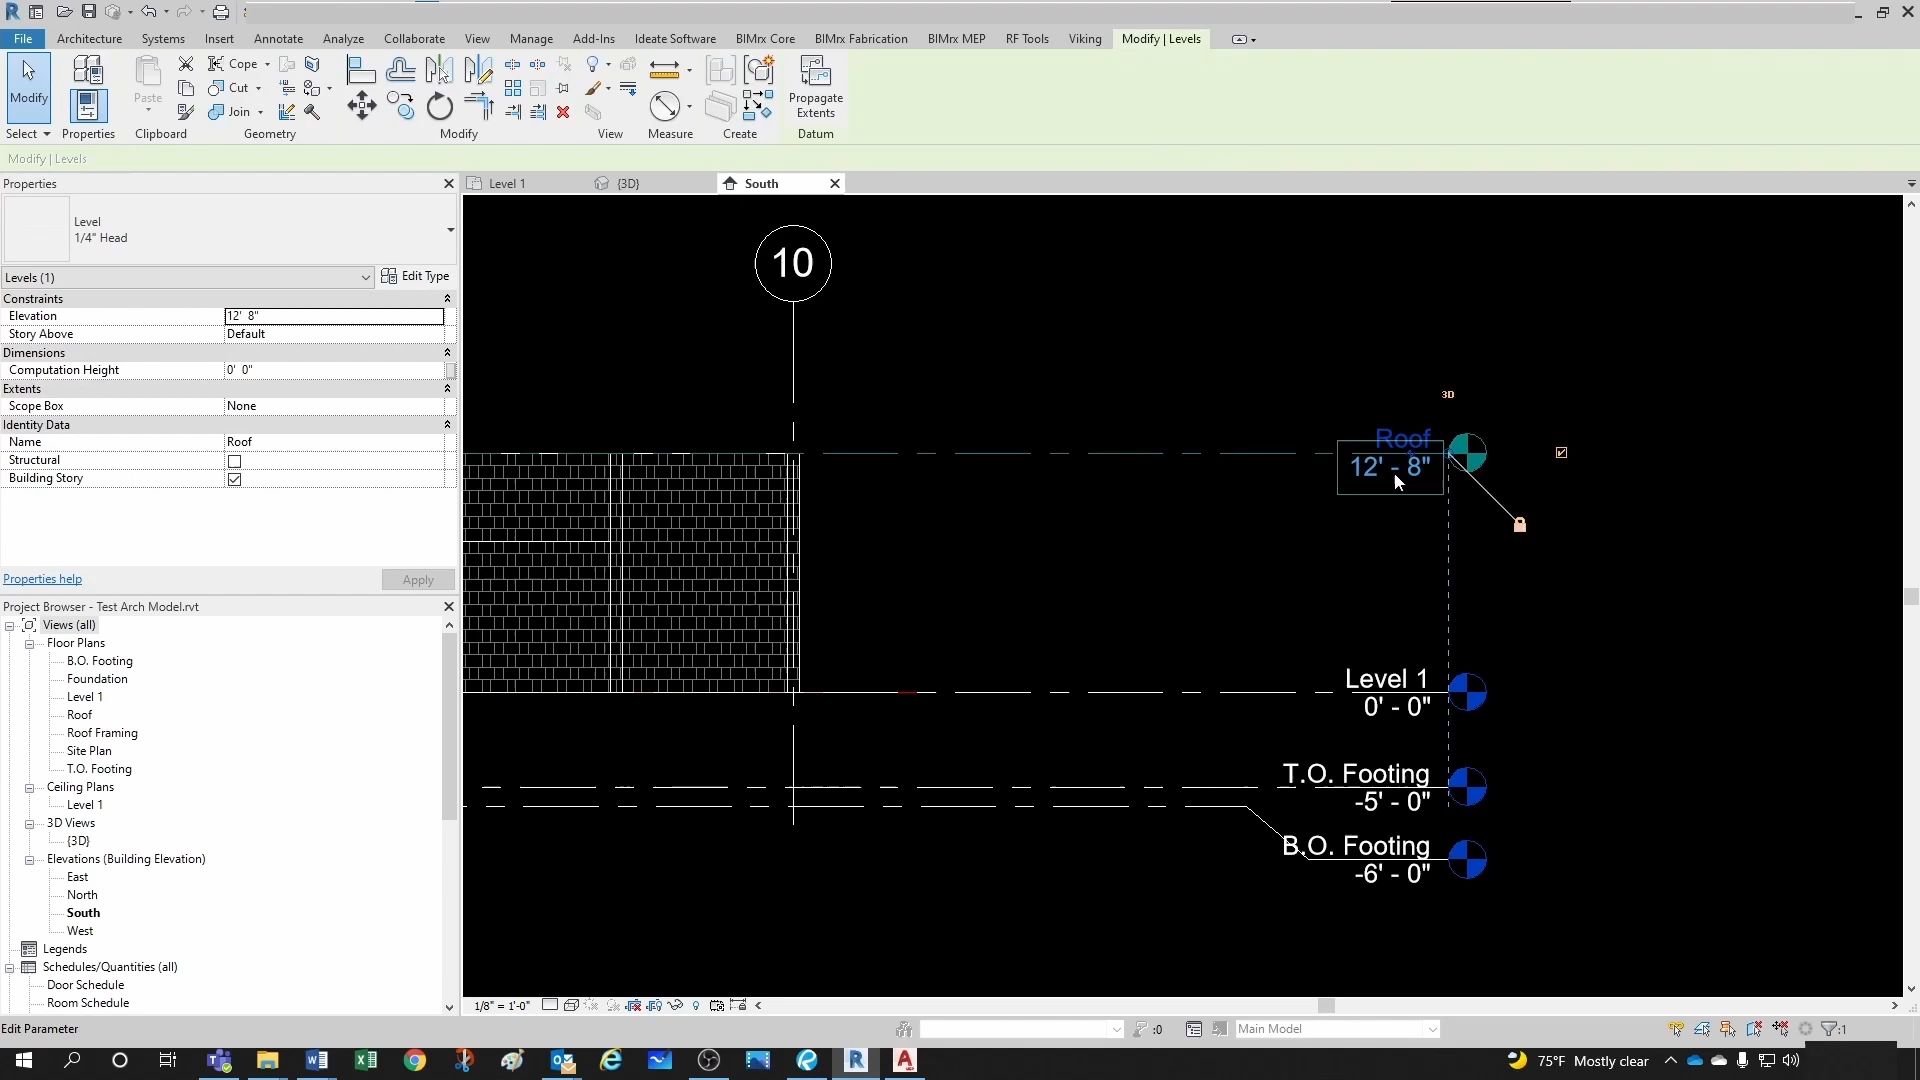 File Architecture Systems Insert Annotate Analyze Collaborate View Manage Add-Ins Ideate Software BIMrx Core BIMrx Fabrication BIMrx MEP RF Tools Viking Modify | Levels
Modify
Paste
Cope
Cut
Join
Propagate
Extents
Select Properties Clipboard Geometry Modify View Measure Create Datum
Modify | Levels
Properties
Level 1 {3D} South
Level
1/4" Head
Levels (1) Edit Type
Constraints
Elevation 12' 8"
Story Above Default
Dimensions
Computation Height 0' 0"
Extents
Scope Box None
Identity Data
Name Roof
Structural
Building Story
Properties help Apply
Project Browser - Test Arch Model.rvt
Views (all)
Floor Plans
B.O. Footing
Foundation
Level 1
Roof
Roof Framing
Site Plan
T.O. Footing
Ceiling Plans
Level 1
3D Views
{3D}
Elevations (Building Elevation)
East
North
South
West
Legends
Schedules/Quantities (all)
Door Schedule
Room Schedule
10
3D
Roof
12' - 8"
Level 1
0' - 0"
T.O. Footing
-5' - 0"
B.O. Footing
-6' - 0"
1/8" = 1'-0"
Edit Parameter
:0
Main Model
:1
75°F Mostly clear